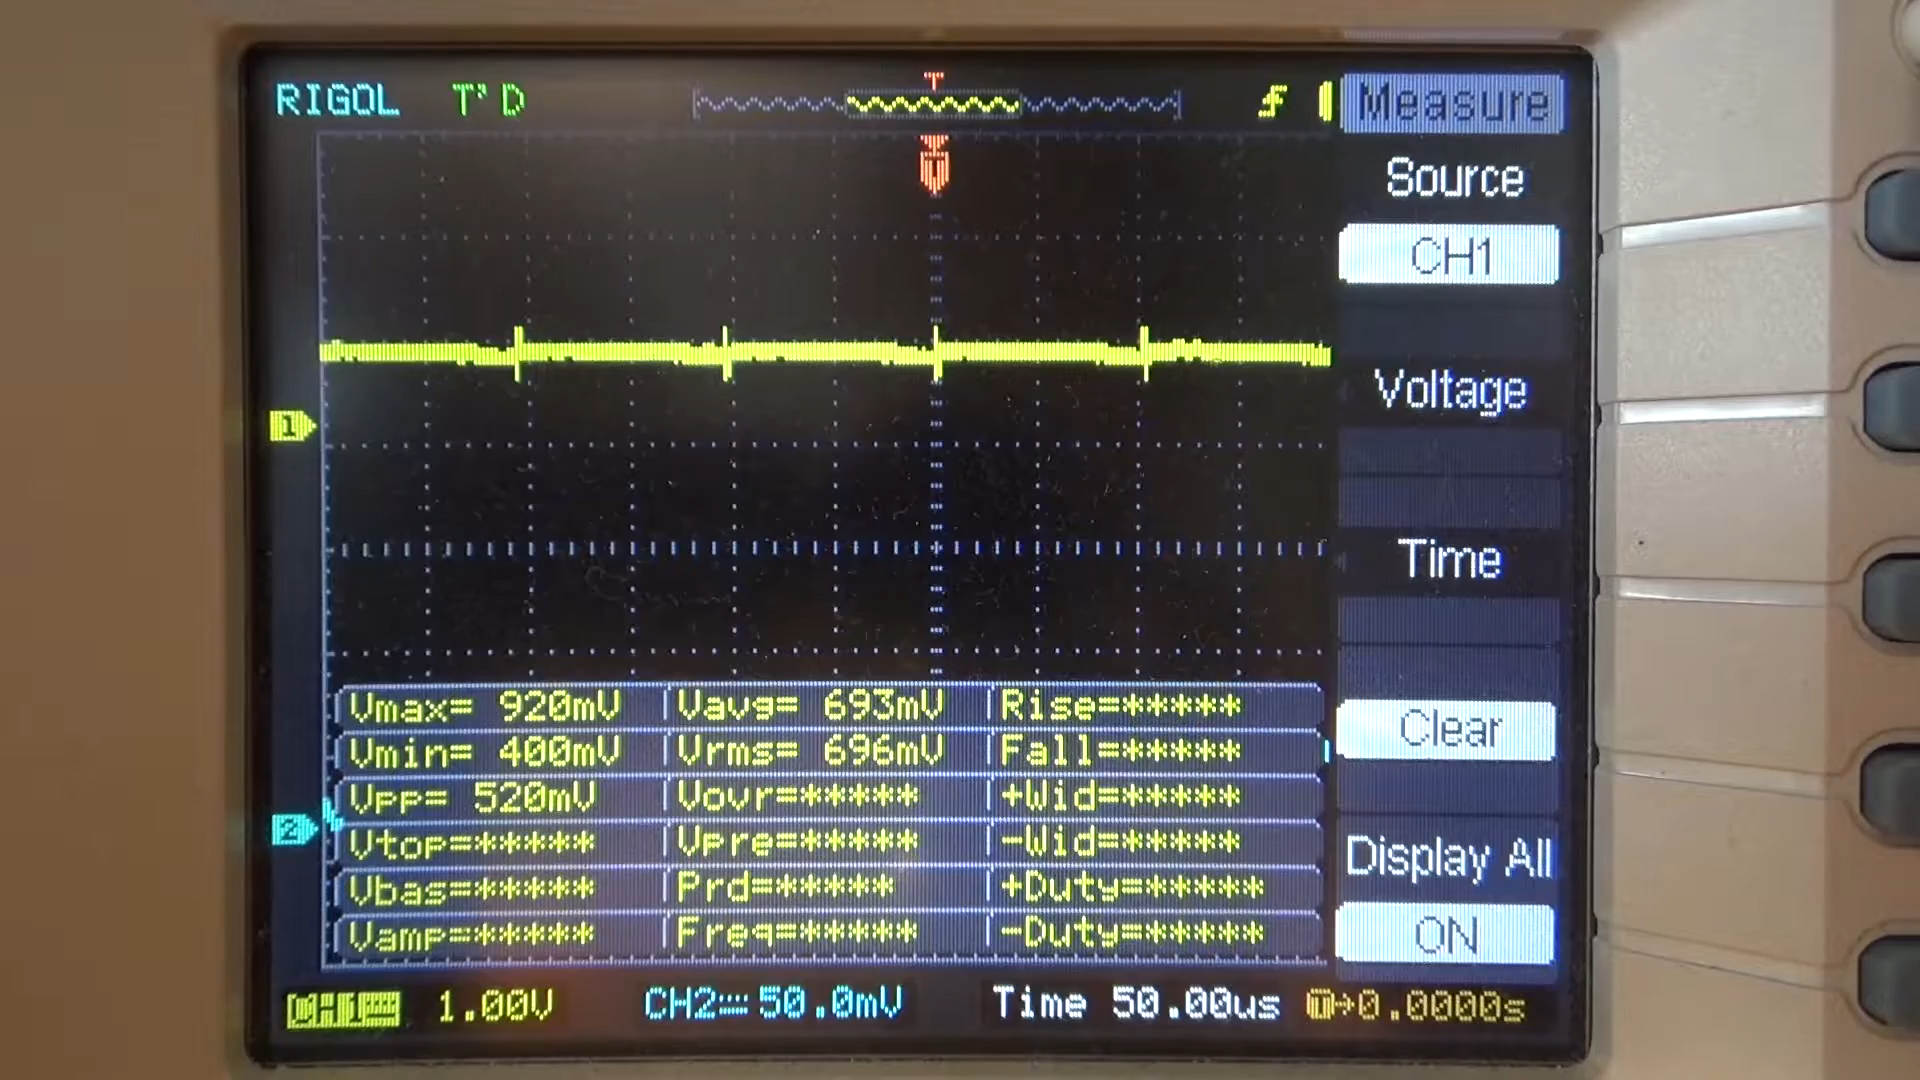 RIGOL T'D T Measure
Source
CH1
Voltage
Time
Clear
Display All
ON
1
2
Vmax= 920mV Vavg= 693mV Rise=*****
Vmin= 400mV Vrms= 696mV Fall=*****
Vpp= 520mV Vovr=***** +Wid=*****
Vtop=***** Vpre=***** -Wid=*****
Vbas=***** Prd=***** +Duty=*****
Vamp=***** Freq=***** -Duty=*****
1.00V CH2 50.0mV Time 50.00us T→0.0000s